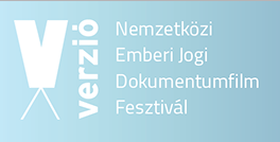 verzió
Nemzetközi
Emberi Jogi
Dokumentumfilm
Fesztivál